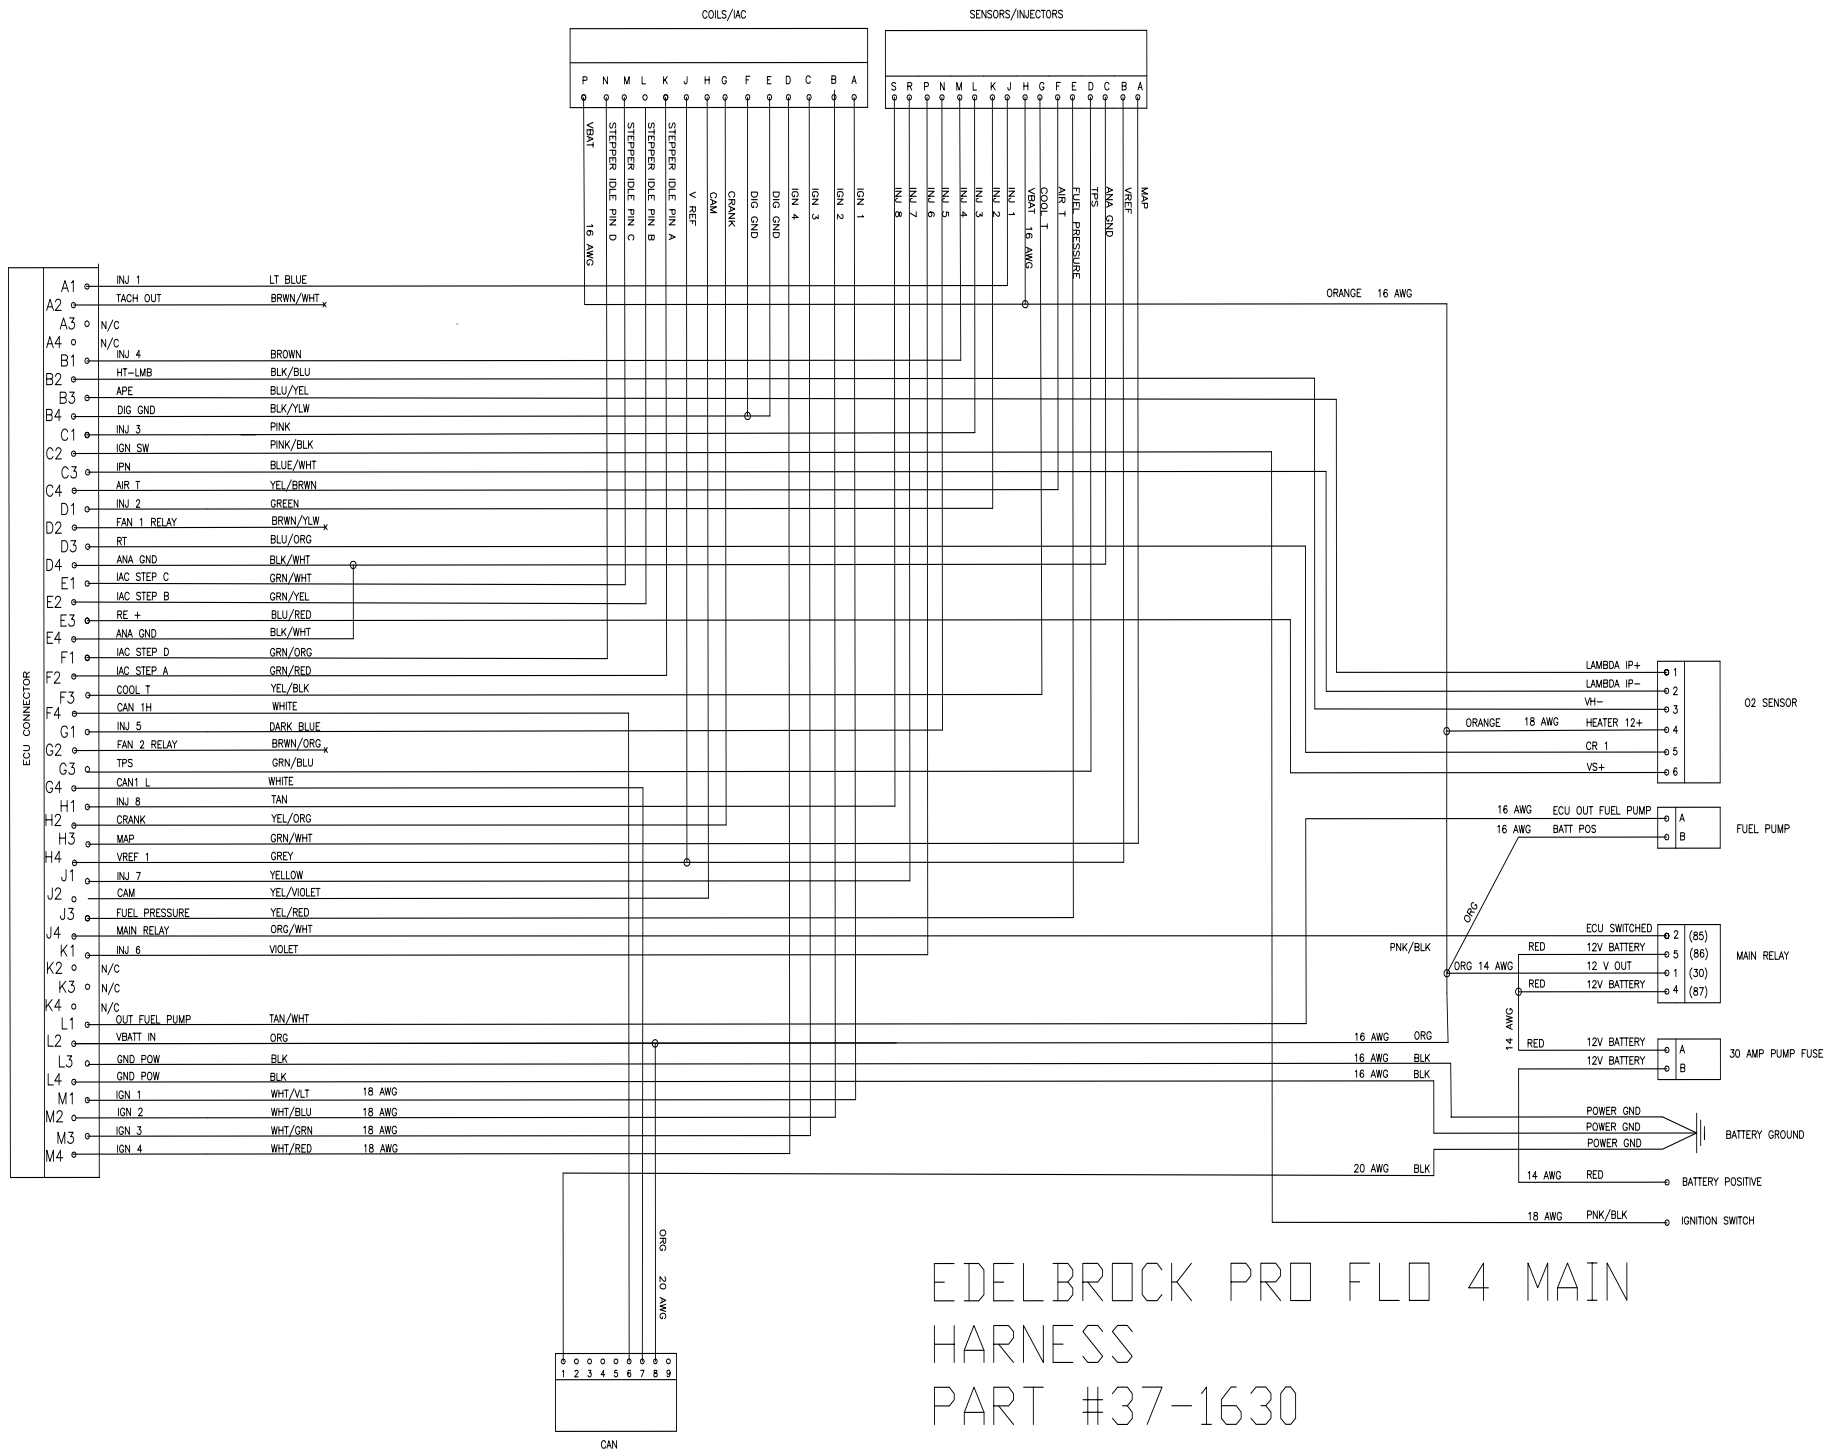 COILS/IAC
SENSORS/INJECTORS
P N M L K J H G F E D C B A
S R P N M L K J H G F E D C B A
VBAT 16 AWG
STEPPER IDLE PIN D
STEPPER IDLE PIN C
STEPPER IDLE PIN B
STEPPER IDLE PIN A
V REF
CAM
CRANK
DIG GND
DIG GND
IGN 4
IGN 3
IGN 2
IGN 1
INJ 8
INJ 7
INJ 6
INJ 5
INJ 4
INJ 3
INJ 2
INJ 1
VBAT 16 AWG
COOL T
AIR T
FUEL PRESSURE
TPS
ANA GND
VREF
MAP
ECU CONNECTOR
A1 INJ 1 LT BLUE
A2 TACH OUT BRWN/WHT
A3 N/C
A4 N/C
B1 INJ 4 BROWN
B2 HT-LMB BLK/BLU
B3 APE BLU/YEL
B4 DIG GND BLK/YLW
C1 INJ 3 PINK
C2 IGN SW PINK/BLK
C3 IPN BLUE/WHT
C4 AIR T YEL/BRWN
D1 INJ 2 GREEN
D2 FAN 1 RELAY BRWN/YLW
D3 RT BLU/ORG
D4 ANA GND BLK/WHT
E1 IAC STEP C GRN/WHT
E2 IAC STEP B GRN/YEL
E3 RE + BLU/RED
E4 ANA GND BLK/WHT
F1 IAC STEP D GRN/ORG
F2 IAC STEP A GRN/RED
F3 COOL T YEL/BLK
F4 CAN 1H WHITE
G1 INJ 5 DARK BLUE
G2 FAN 2 RELAY BRWN/ORG
G3 TPS GRN/BLU
G4 CAN1 L WHITE
H1 INJ 8 TAN
H2 CRANK YEL/ORG
H3 MAP GRN/WHT
H4 VREF 1 GREY
J1 INJ 7 YELLOW
J2 CAM YEL/VIOLET
J3 FUEL PRESSURE YEL/RED
J4 MAIN RELAY ORG/WHT
K1 INJ 6 VIOLET
K2 N/C
K3 N/C
K4 N/C
L1 OUT FUEL PUMP TAN/WHT
L2 VBATT IN ORG
L3 GND POW BLK
L4 GND POW BLK
M1 IGN 1 WHT/VLT 18 AWG
M2 IGN 2 WHT/BLU 18 AWG
M3 IGN 3 WHT/GRN 18 AWG
M4 IGN 4 WHT/RED 18 AWG
ORANGE 16 AWG
LAMBDA IP+ 1
LAMBDA IP- 2
VH- 3
ORANGE 18 AWG HEATER 12+ 4
CR 1 5
VS+ 6
O2 SENSOR
16 AWG ECU OUT FUEL PUMP A
16 AWG BATT POS B
FUEL PUMP
ORG
PNK/BLK
ECU SWITCHED 2 (85)
RED 12V BATTERY 5 (86)
ORG 14 AWG 12 V OUT 1 (30)
RED 12V BATTERY 4 (87)
MAIN RELAY
14 AWG
RED 12V BATTERY A
12V BATTERY B
30 AMP PUMP FUSE
16 AWG ORG
16 AWG BLK
16 AWG BLK
POWER GND
POWER GND
POWER GND
BATTERY GROUND
20 AWG BLK
14 AWG RED BATTERY POSITIVE
18 AWG PNK/BLK IGNITION SWITCH
ORG 20 AWG
1 2 3 4 5 6 7 8 9
CAN
EDELBROCK PRO FLO 4 MAIN
HARNESS
PART #37-1630